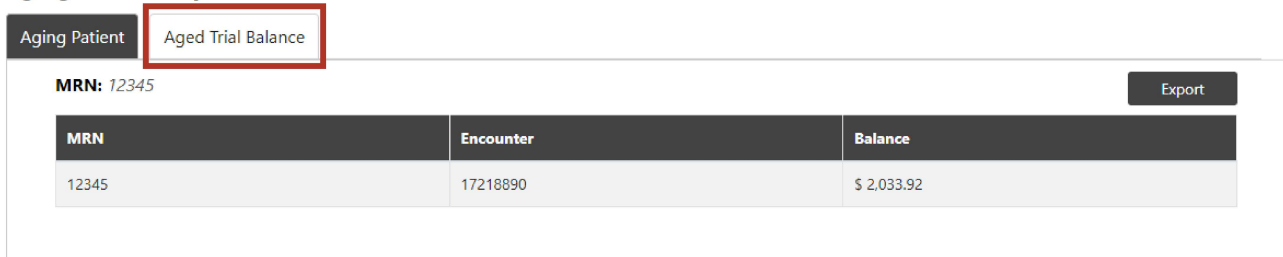 Aging Patient Aged Trial Balance
MRN: 12345
Export
MRN Encounter Balance
12345 17218890 $ 2,033.92